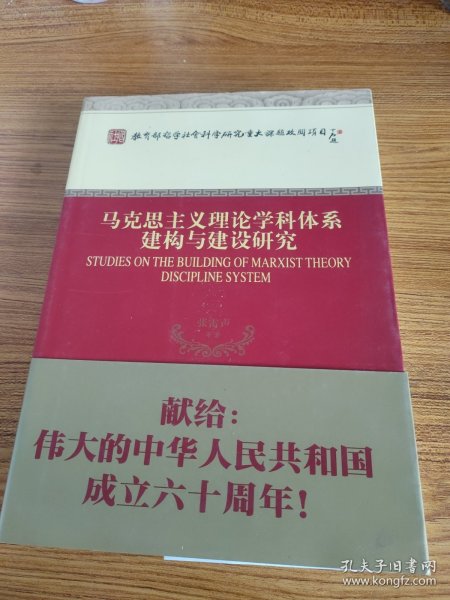 教育部哲学社会科学研究重大课题攻关项目
马克思主义理论学科体系
建构与建设研究
STUDIES ON THE BUILDING OF MARXIST THEORY
DISCIPLINE SYSTEM
张雷声
献给：
伟大的中华人民共和国
成立六十周年！
孔夫子旧书网
www.kongfz.com